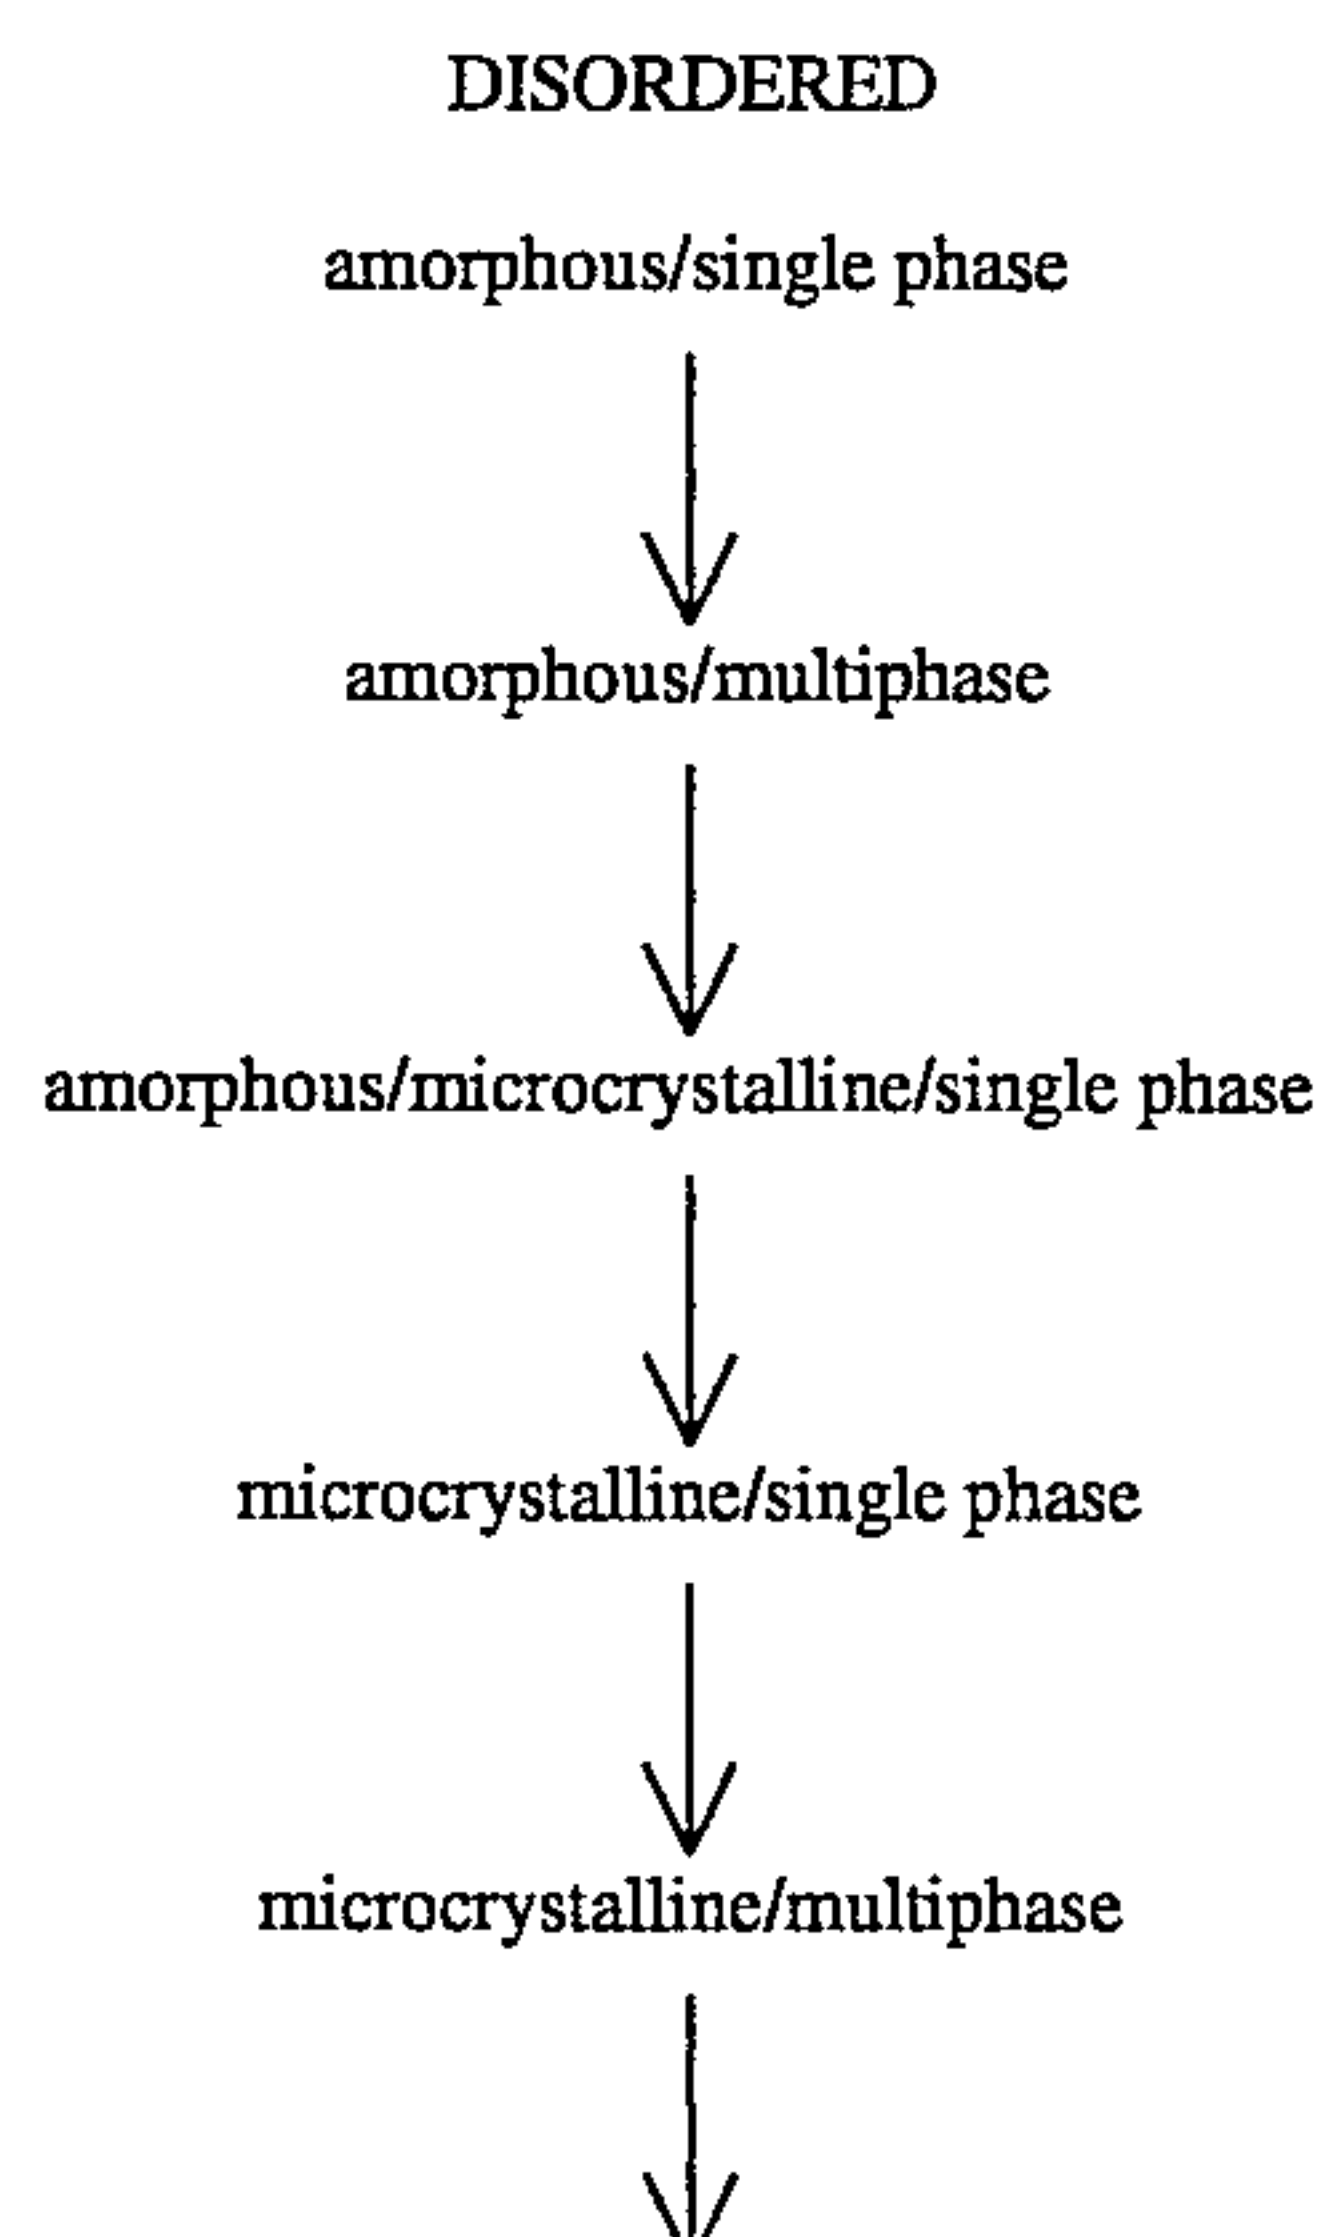 DISORDERED
amorphous/single phase
amorphous/multiphase
amorphous/microcrystalline/single phase
microcrystalline/single phase
microcrystalline/multiphase